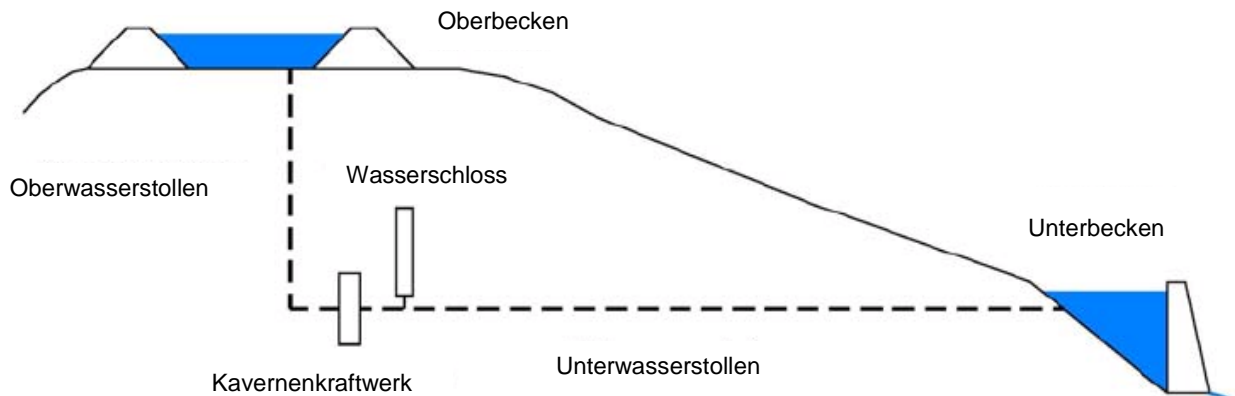 Oberbecken
Wasserschloss
Oberwasserstollen
Unterbecken
Unterwasserstollen
Kavernenkraftwerk